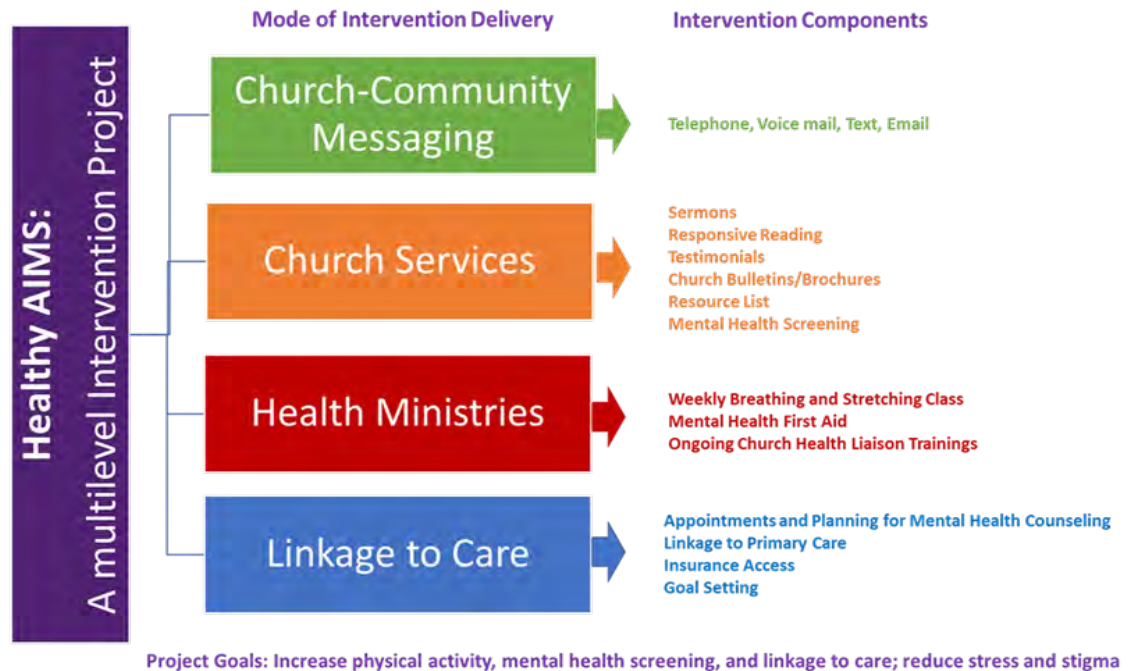 Mode of Intervention Delivery
Intervention Components
Healthy AIMS:
A multilevel Intervention Project
Church-Community
Messaging
Telephone, Voice mail, Text, Email
Church Services
Sermons
Responsive Reading
Testimonials
Church Bulletins/Brochures
Resource List
Mental Health Screening
Health Ministries
Weekly Breathing and Stretching Class
Mental Health First Aid
Ongoing Church Health Liaison Trainings
Linkage to Care
Appointments and Planning for Mental Health Counseling
Linkage to Primary Care
Insurance Access
Goal Setting
Project Goals: Increase physical activity, mental health screening, and linkage to care; reduce stress and stigma